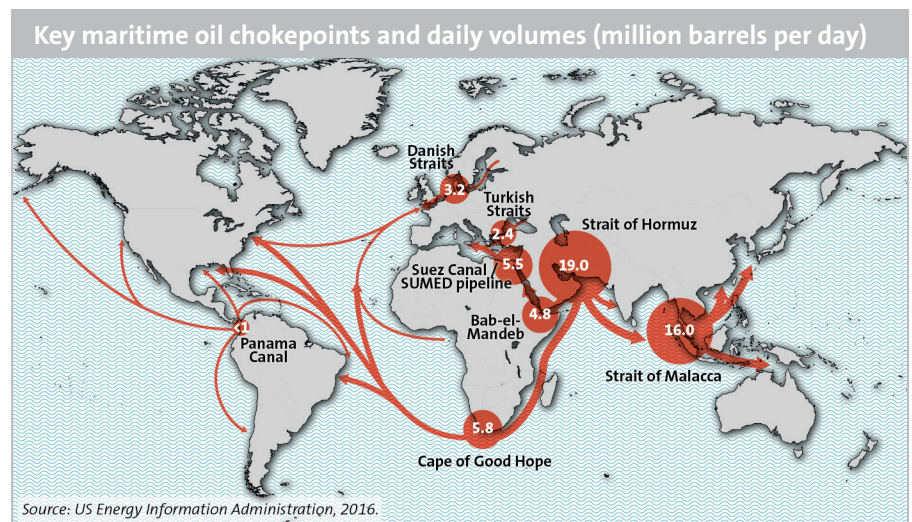 Key maritime oil chokepoints and daily volumes (million barrels per day)
Danish
Straits
3.2
Turkish
Straits
2.4
Strait of Hormuz
19.0
Suez Canal /
SUMED pipeline
5.5
4.8
Bab-el-
Mandeb
<1
Panama
Canal
16.0
Strait of Malacca
5.8
Cape of Good Hope
Source: US Energy Information Administration, 2016.